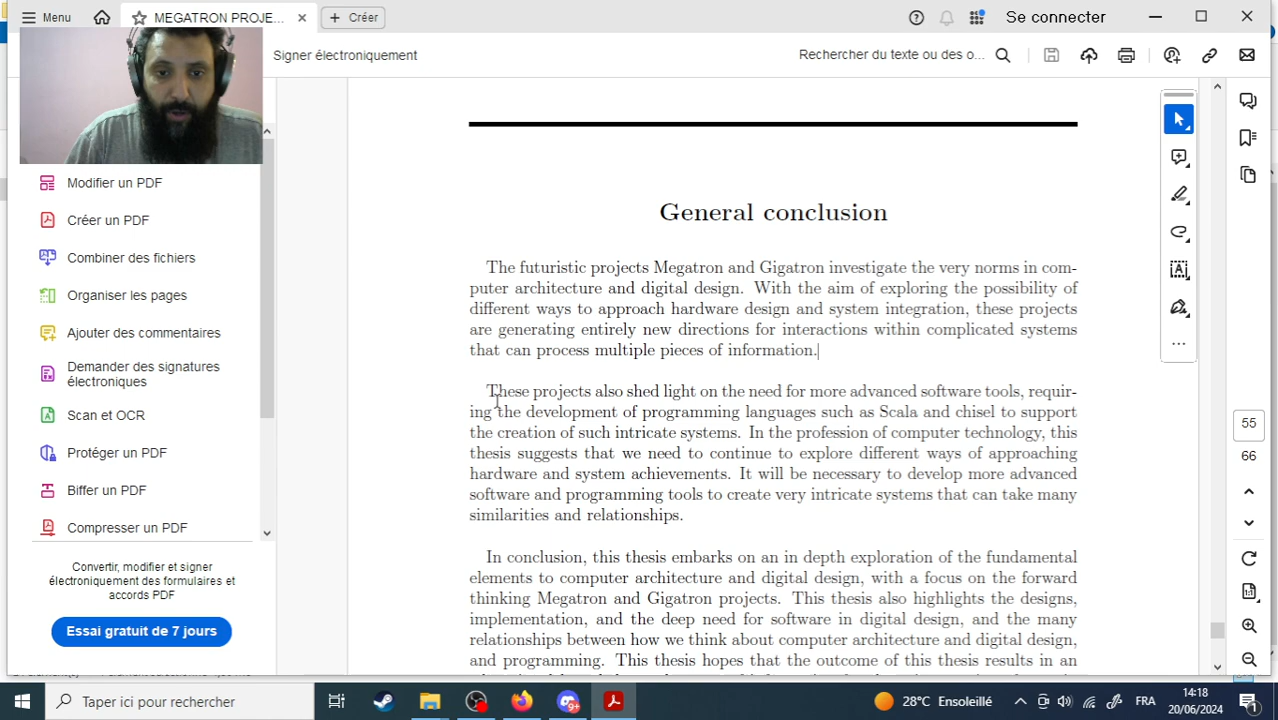 Menu
MEGATRON PROJE...
Créer
Se connecter
Signer électroniquement
Rechercher du texte ou des o...
Modifier un PDF
Créer un PDF
Combiner des fichiers
Organiser les pages
Ajouter des commentaires
Demander des signatures
électroniques
Scan et OCR
Protéger un PDF
Biffer un PDF
Compresser un PDF
Convertir, modifier et signer
électroniquement des formulaires et
accords PDF
Essai gratuit de 7 jours
General conclusion
The futuristic projects Megatron and Gigatron investigate the very norms in com-
puter architecture and digital design. With the aim of exploring the possibility of
different ways to approach hardware design and system integration, these projects
are generating entirely new directions for interactions within complicated systems
that can process multiple pieces of information.
These projects also shed light on the need for more advanced software tools, requir-
ing the development of programming languages such as Scala and chisel to support
the creation of such intricate systems. In the profession of computer technology, this
thesis suggests that we need to continue to explore different ways of approaching
hardware and system achievements. It will be necessary to develop more advanced
software and programming tools to create very intricate systems that can take many
similarities and relationships.
In conclusion, this thesis embarks on an in depth exploration of the fundamental
elements to computer architecture and digital design, with a focus on the forward
thinking Megatron and Gigatron projects. This thesis also highlights the designs,
implementation, and the deep need for software in digital design, and the many
relationships between how we think about computer architecture and digital design,
and programming. This thesis hopes that the outcome of this thesis results in an
55
66
Taper ici pour rechercher
28°C Ensoleillé
FRA
14:18
20/06/2024
1